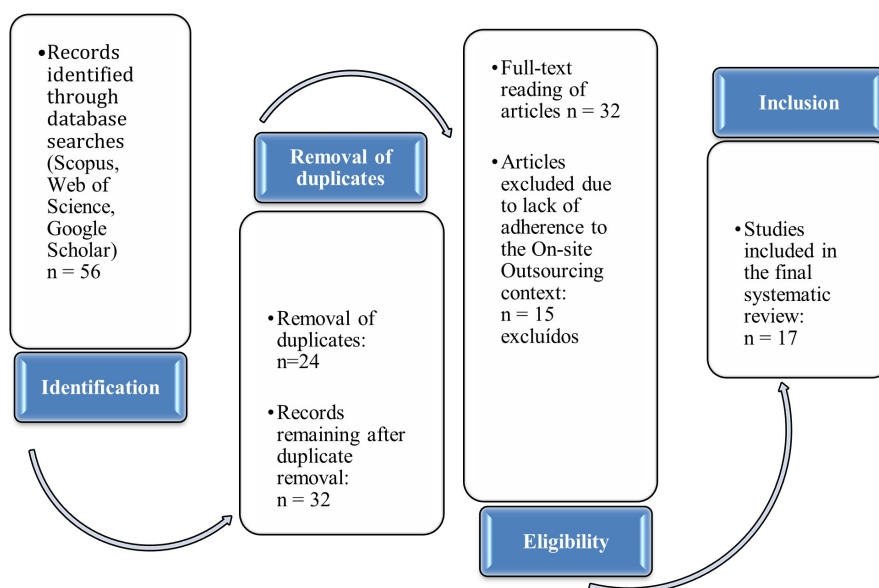 •Records
identified
through
database
searches
(Scopus,
Web of
Science,
Google
Scholar)
n = 56
Identification
Removal of
duplicates
•Removal of
duplicates:
n=24
•Records
remaining after
duplicate
removal:
n = 32
•Full-text
reading of
articles n = 32
•Articles
excluded due
to lack of
adherence to
the On-site
Outsourcing
context:
n = 15
excluídos
Eligibility
Inclusion
•Studies
included in
the final
systematic
review:
n = 17